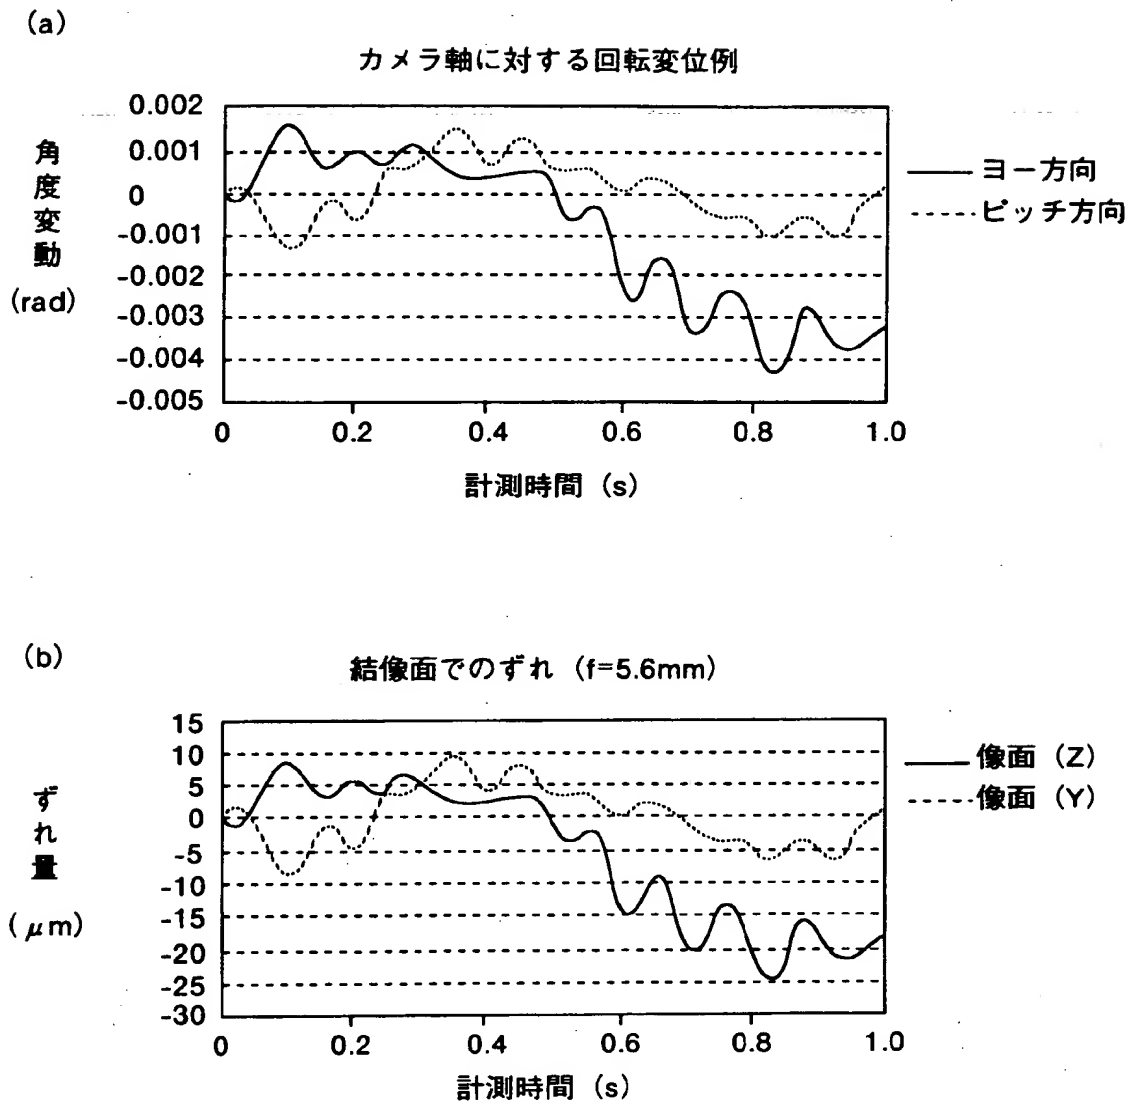 (a)
カメラ軸に対する回転変位例
角度変動
(rad)
0.002
0.001
0
-0.001
-0.002
-0.003
-0.004
-0.005
0
0.2
0.4
0.6
0.8
1.0
計測時間 (s)
ヨー方向
ピッチ方向
(b)
結像面でのずれ (f=5.6mm)
ずれ量
(μm)
15
10
5
0
-5
-10
-15
-20
-25
-30
0
0.2
0.4
0.6
0.8
1.0
計測時間 (s)
像面 (Z)
像面 (Y)